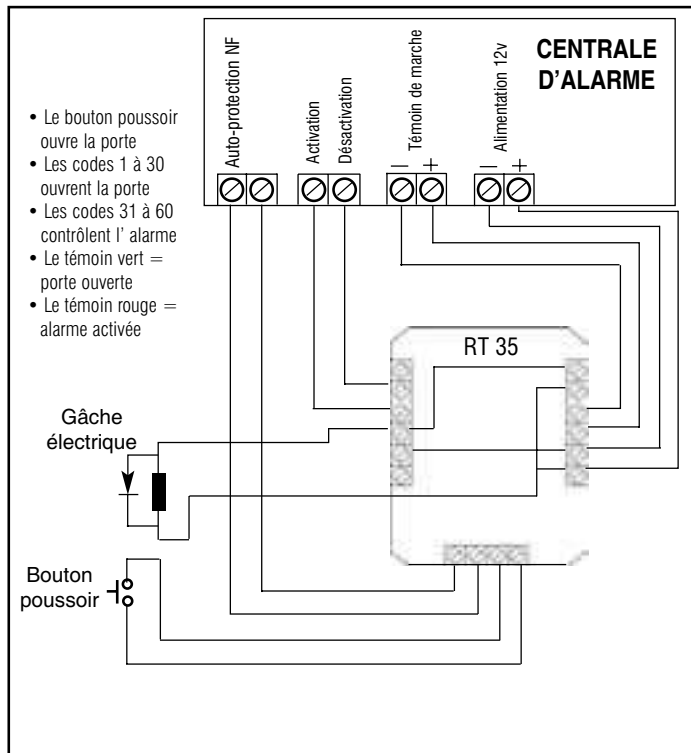 CENTRALE
D'ALARME
Auto-protection NF
Activation
Désactivation
Témoin de marche
Alimentation 12v
– + – +
• Le bouton poussoir
ouvre la porte
• Les codes 1 à 30
ouvrent la porte
• Les codes 31 à 60
contrôlent l' alarme
• Le témoin vert =
porte ouverte
• Le témoin rouge =
alarme activée
RT 35
Gâche
électrique
Bouton
poussoir